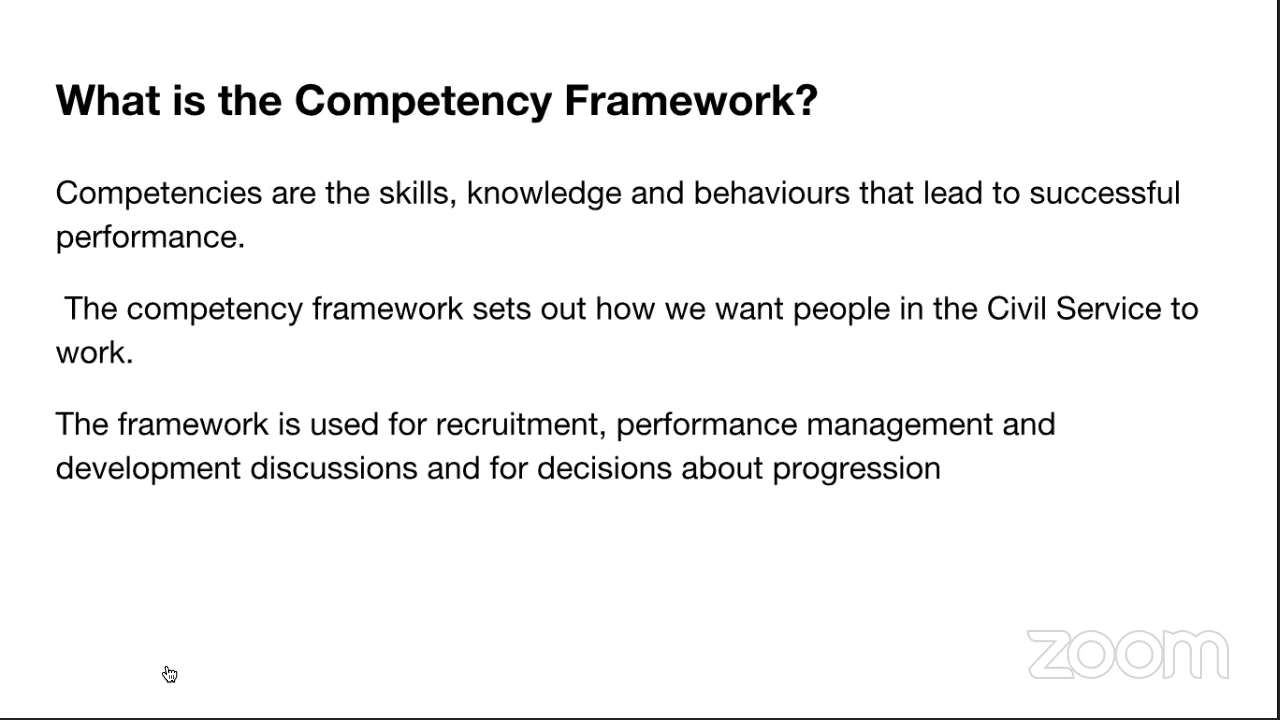 What is the Competency Framework?
Competencies are the skills, knowledge and behaviours that lead to successful
performance.
The competency framework sets out how we want people in the Civil Service to
work.
The framework is used for recruitment, performance management and
development discussions and for decisions about progression
zoom